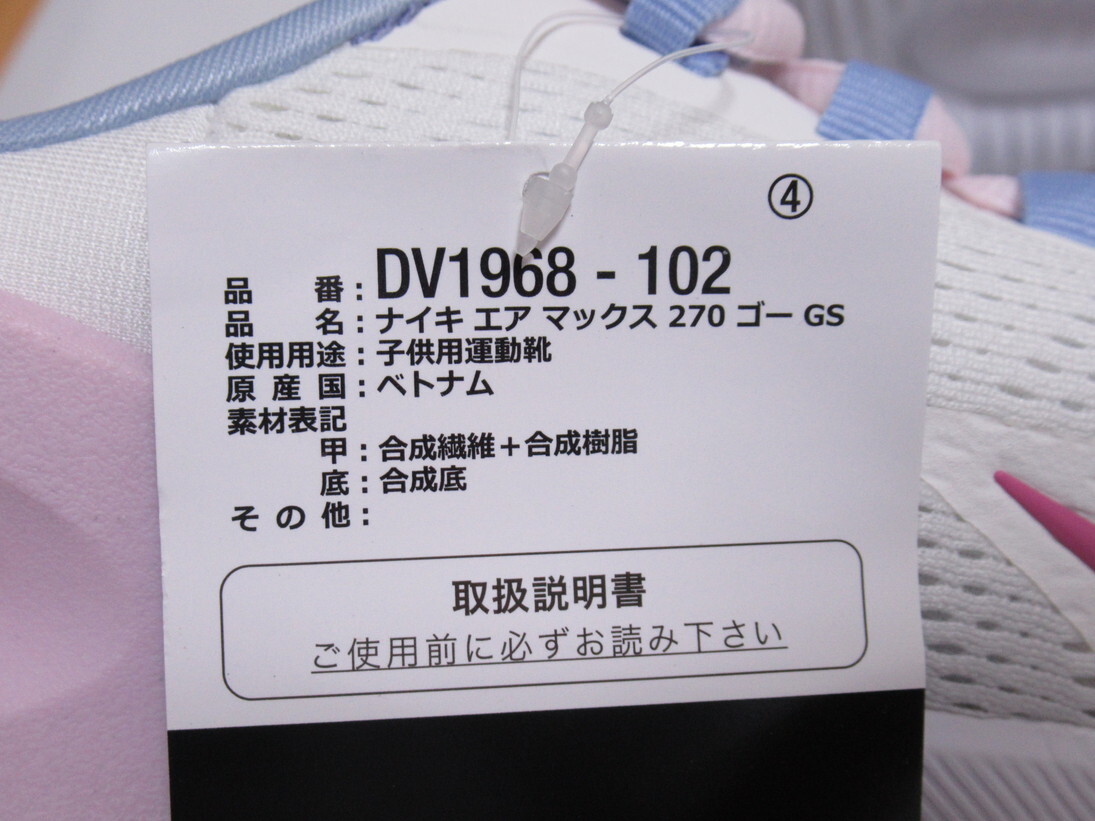 ④
品番：DV1968 - 102
品名：ナイキ エア マックス 270 ゴー GS
使用用途：子供用運動靴
原産国：ベトナム
素材表記
甲：合成繊維＋合成樹脂
底：合成底
その他：
取扱説明書
ご使用前に必ずお読み下さい